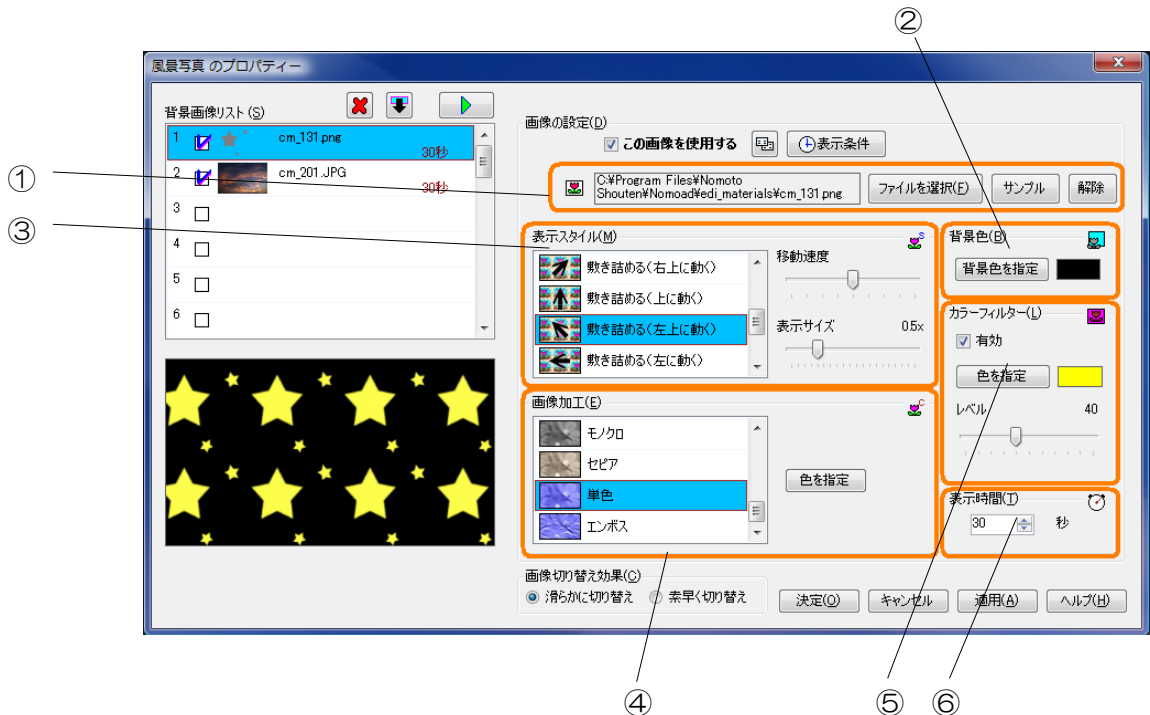 ②
風景写真 のプロパティー
背景画像リスト(S)
1 cm_131.png
30秒
2 cm_201.JPG
30秒
3
4
5
6
①
③
画像の設定(D)
この画像を使用する
表示条件
C:¥Program Files¥Nomoto
Shouten¥Nomoad¥edi_materials¥cm_131.png
ファイルを選択(F)
サンプル
解除
表示スタイル(M)
S
敷き詰める(右上に動く)
敷き詰める(上に動く)
敷き詰める(左上に動く)
敷き詰める(左に動く)
移動速度
表示サイズ 0.5x
背景色(B)
背景色を指定
カラーフィルター(L)
有効
色を指定
レベル 40
画像加工(E)
C
モノクロ
セピア
単色
エンボス
色を指定
表示時間(T)
30 秒
画像切り替え効果(C)
滑らかに切り替え 素早く切り替え
決定(O) キャンセル 適用(A) ヘルプ(H)
④ ⑤ ⑥